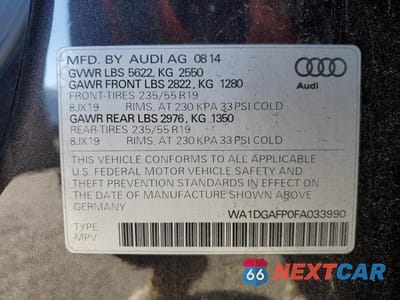 MFD. BY AUDI AG 08 14
GVWR LBS 5622, KG 2550
GAWR FRONT LBS 2822, KG 1280
FRONT-TIRES 235/55 R19
8JX19 RIMS, AT 230 KPA 33 PSI COLD
GAWR REAR LBS 2976, KG 1350
REAR-TIRES 235/55 R19
8JX19 RIMS, AT 230 KPA 33 PSI COLD
Audi
THIS VEHICLE CONFORMS TO ALL APPLICABLE
U.S. FEDERAL MOTOR VEHICLE SAFETY AND
THEFT PREVENTION STANDARDS IN EFFECT ON
THE DATE OF MANUFACTURE SHOWN ABOVE
GERMANY
WA1DGAFP0FA033990
TYPE:
MPV
66 NEXTCAR